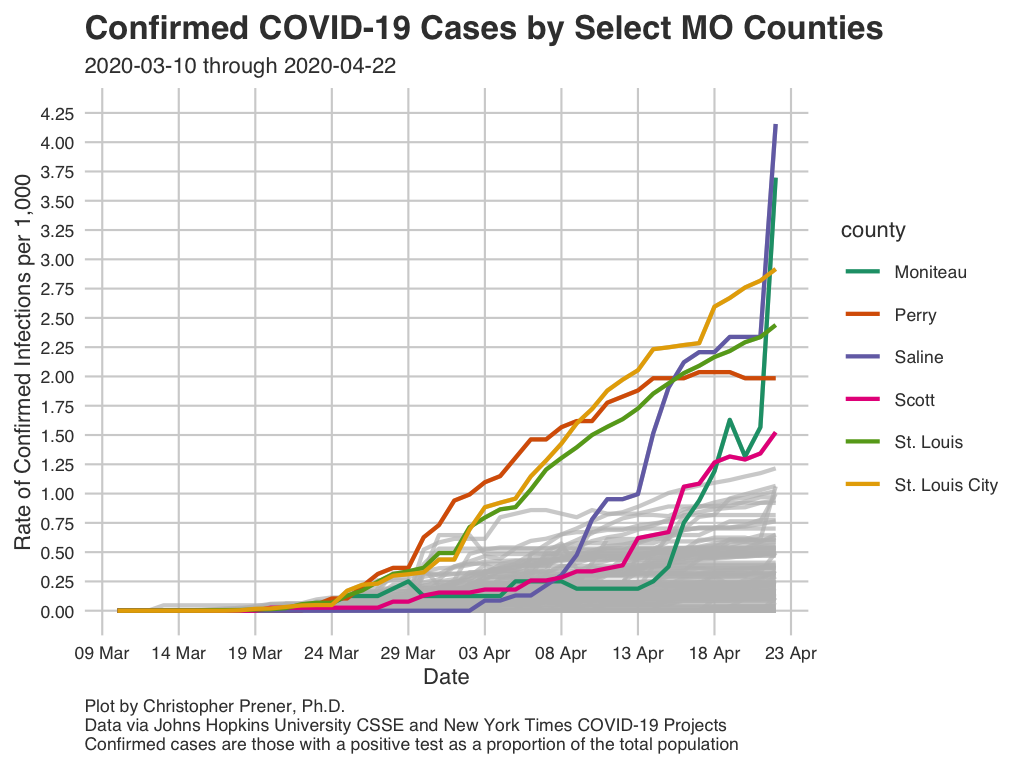 Confirmed COVID-19 Cases by Select MO Counties
2020-03-10 through 2020-04-22
Rate of Confirmed Infections per 1,000
4.25
4.00
3.75
3.50
3.25
3.00
2.75
2.50
2.25
2.00
1.75
1.50
1.25
1.00
0.75
0.50
0.25
0.00
09 Mar 14 Mar 19 Mar 24 Mar 29 Mar 03 Apr 08 Apr 13 Apr 18 Apr 23 Apr
Date
county
Moniteau
Perry
Saline
Scott
St. Louis
St. Louis City
Plot by Christopher Prener, Ph.D.
Data via Johns Hopkins University CSSE and New York Times COVID-19 Projects
Confirmed cases are those with a positive test as a proportion of the total population